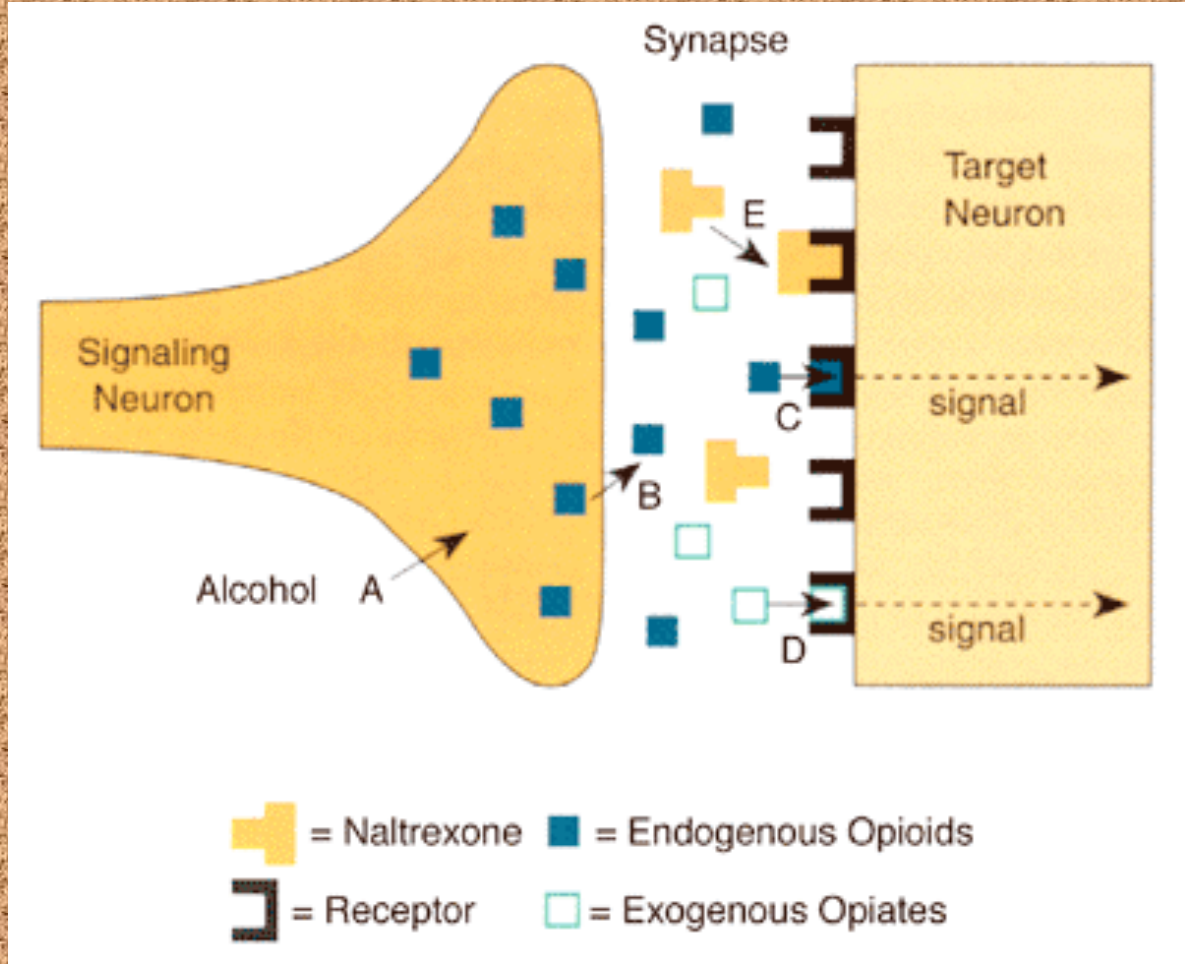 Synapse
Target
Neuron
E
Signaling
Neuron
C
signal
B
Alcohol A
D
signal
= Naltrexone = Endogenous Opioids
= Receptor = Exogenous Opiates